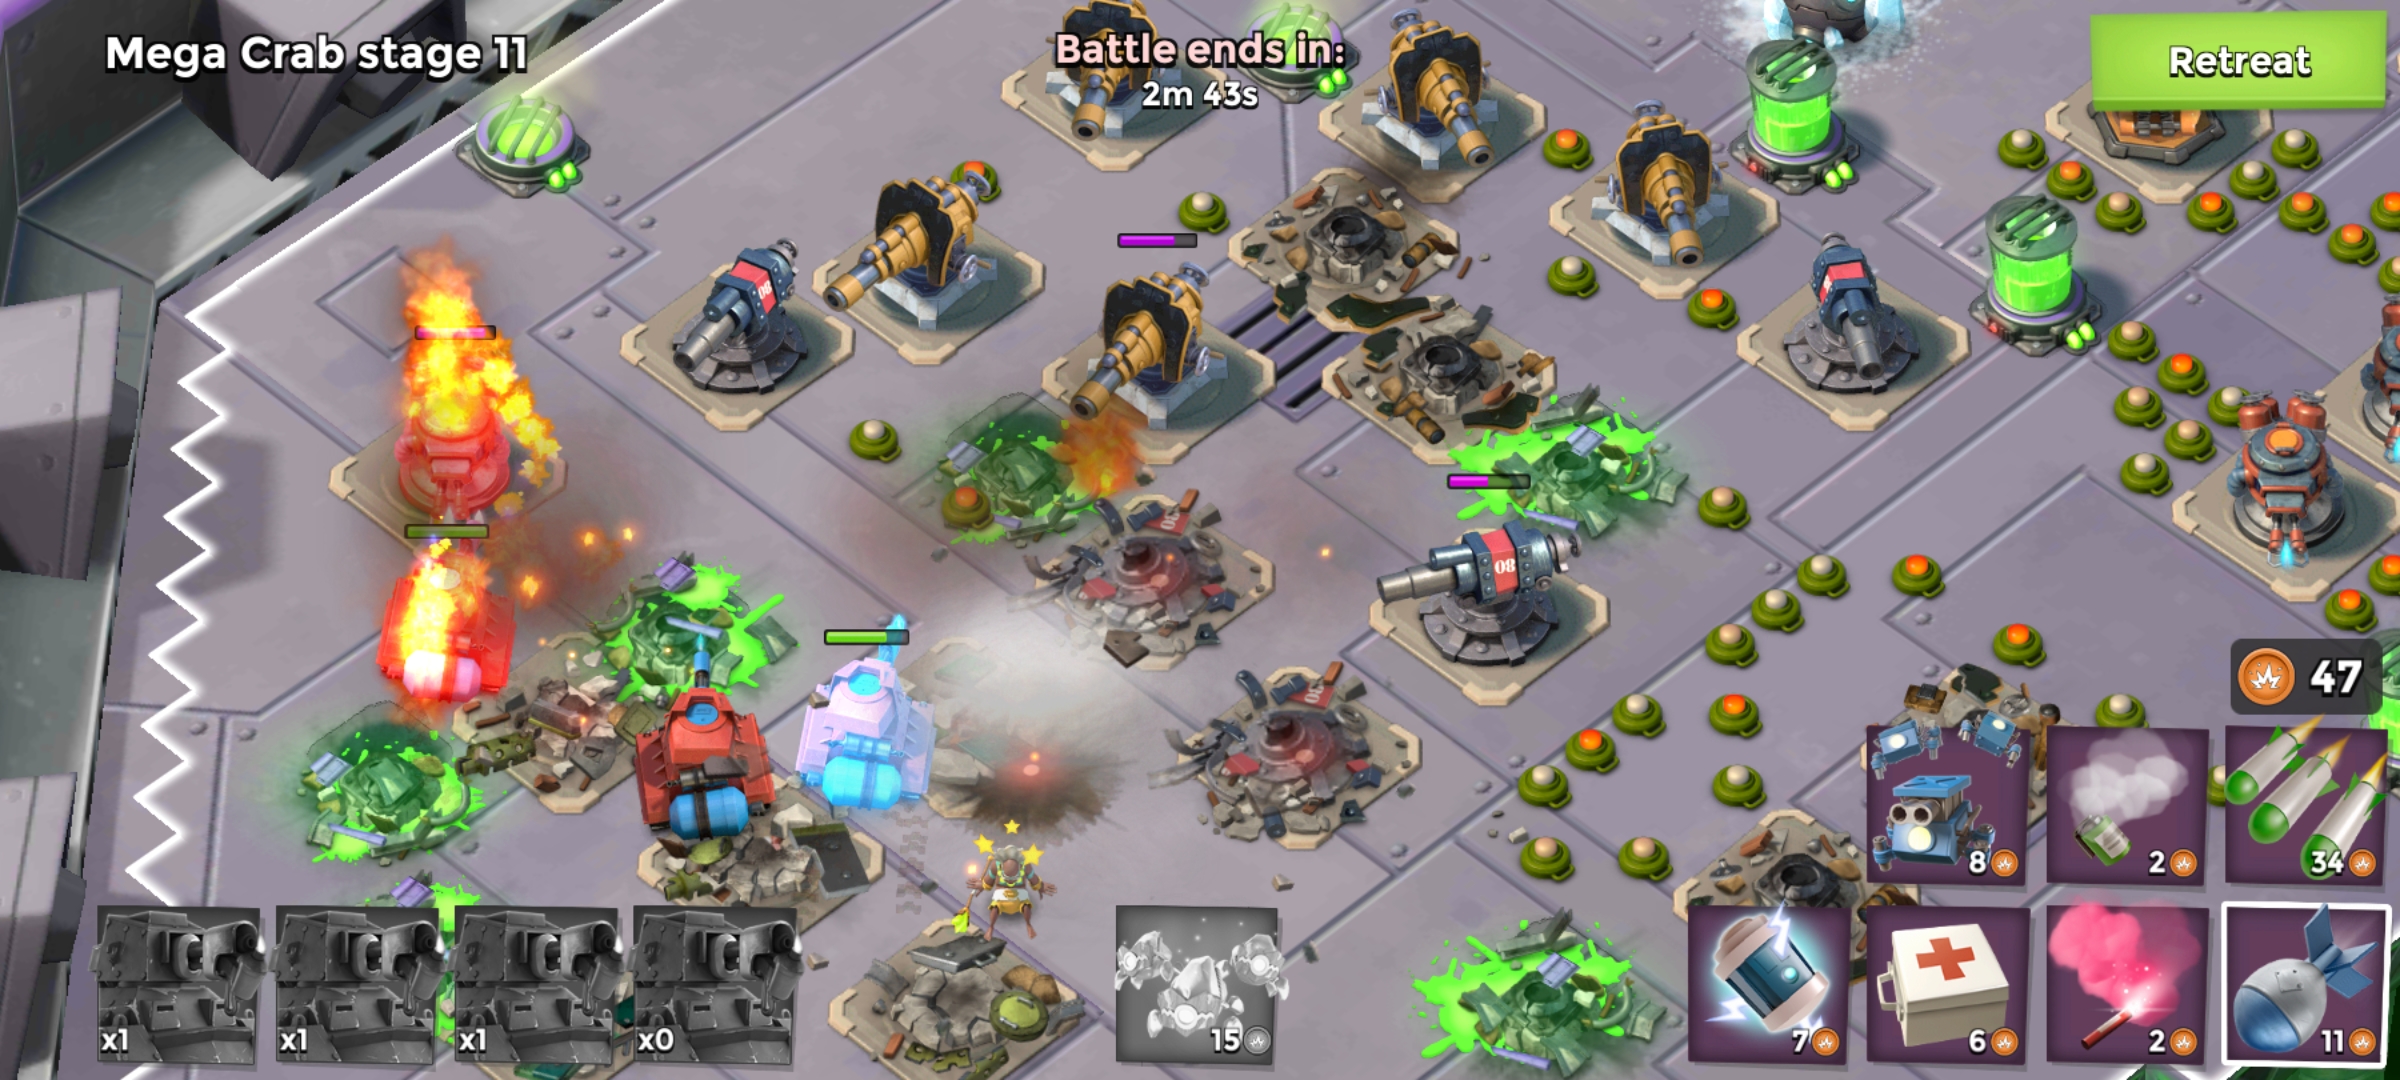 Mega Crab stage 11
Battle ends in:
2m 43s
Retreat
08
08
08
47
8
2
34
x1
x1
x1
x0
15
7
6
2
11